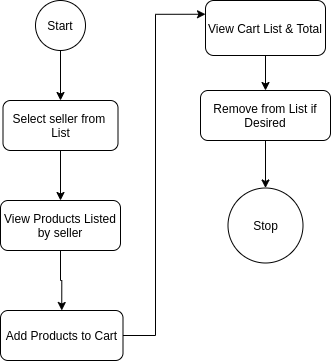 Start
Select seller from
List
View Products Listed
by seller
Add Products to Cart
View Cart List & Total
Remove from List if
Desired
Stop